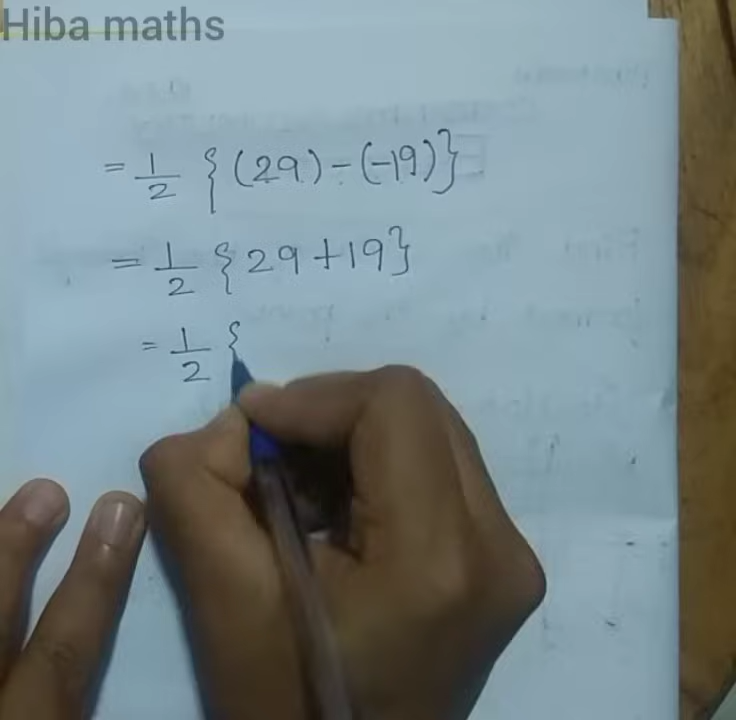 Hiba maths
= 1/2 {(29) - (-19)}
= 1/2 {29 + 19}
= 1/2 {